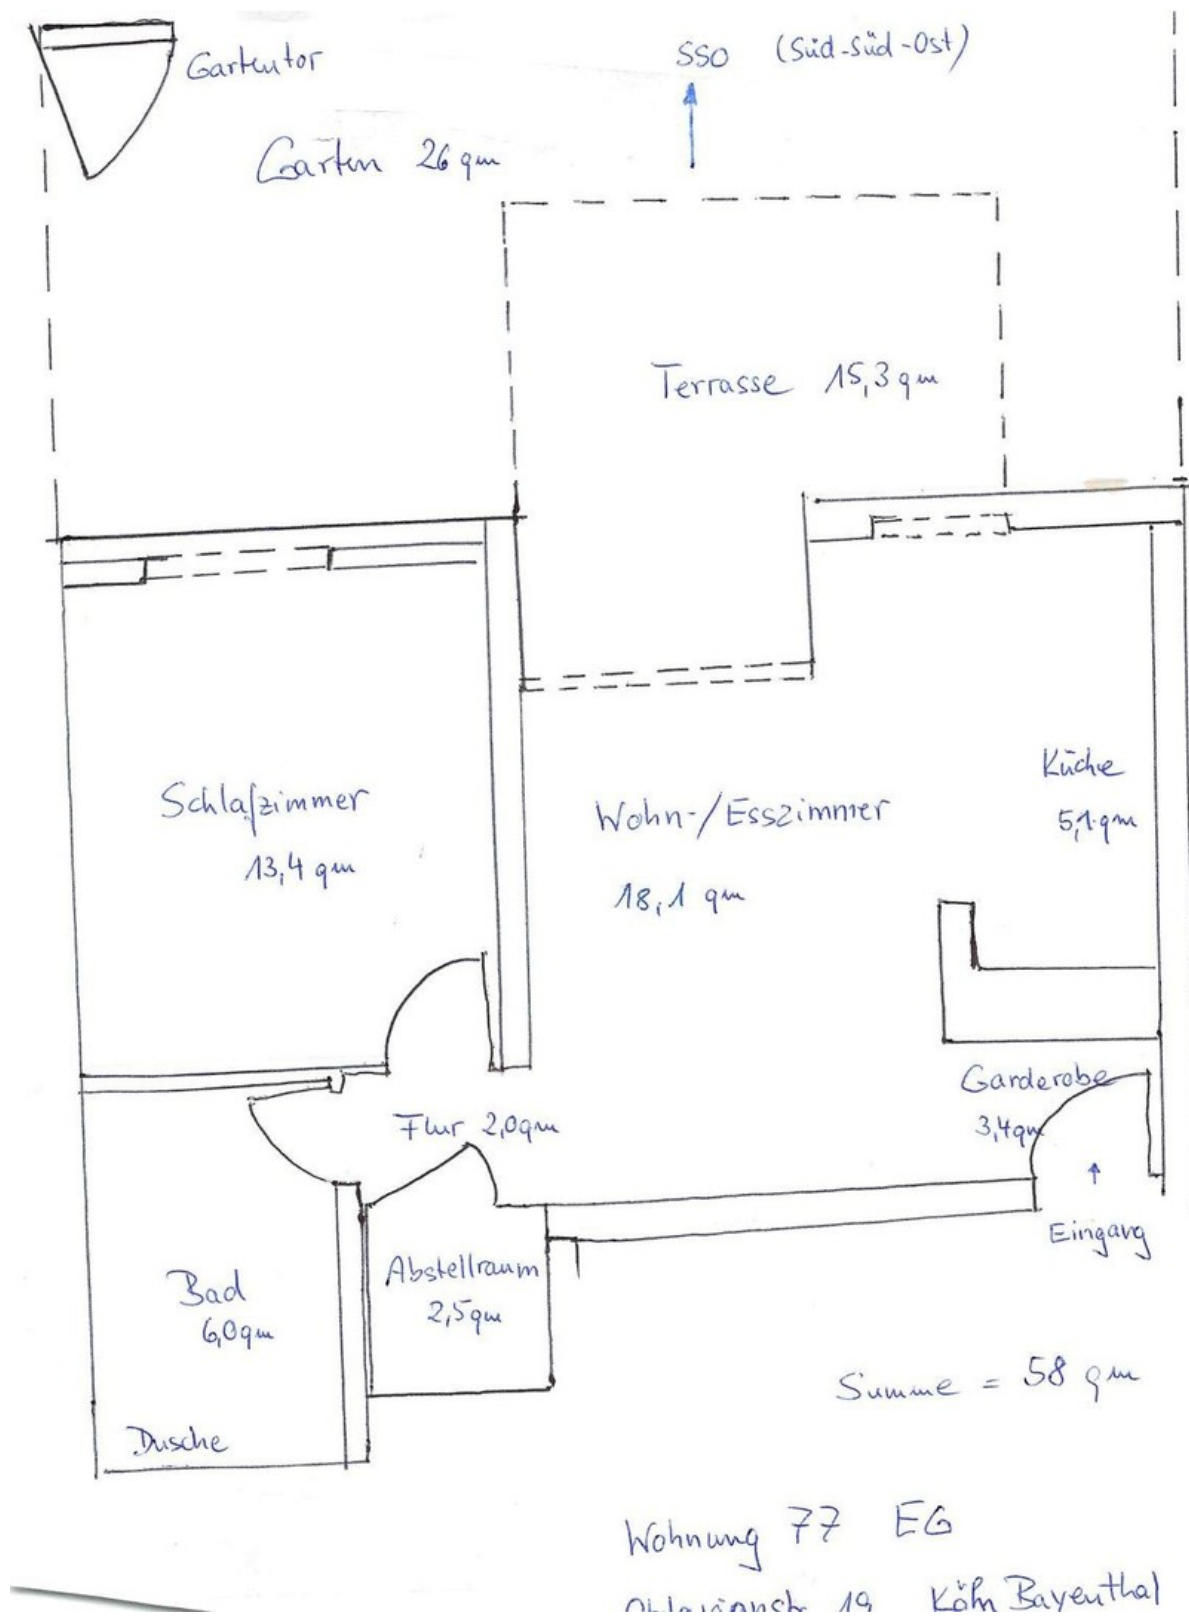 Gartentor
SSO (Süd-Süd-Ost)
Garten 26 qm
Terrasse 15,3 qm
Küche
5,1 qm
Schlafzimmer
13,4 qm
Wohn-/Esszimmer
18,1 qm
Garderobe
3,4 qm
Flur 2,0 qm
Eingang
Abstellraum
2,5 qm
Bad
6,0 qm
Summe = 58 qm
Dusche
Wohnung 77 EG
19 Köln Bayenthal